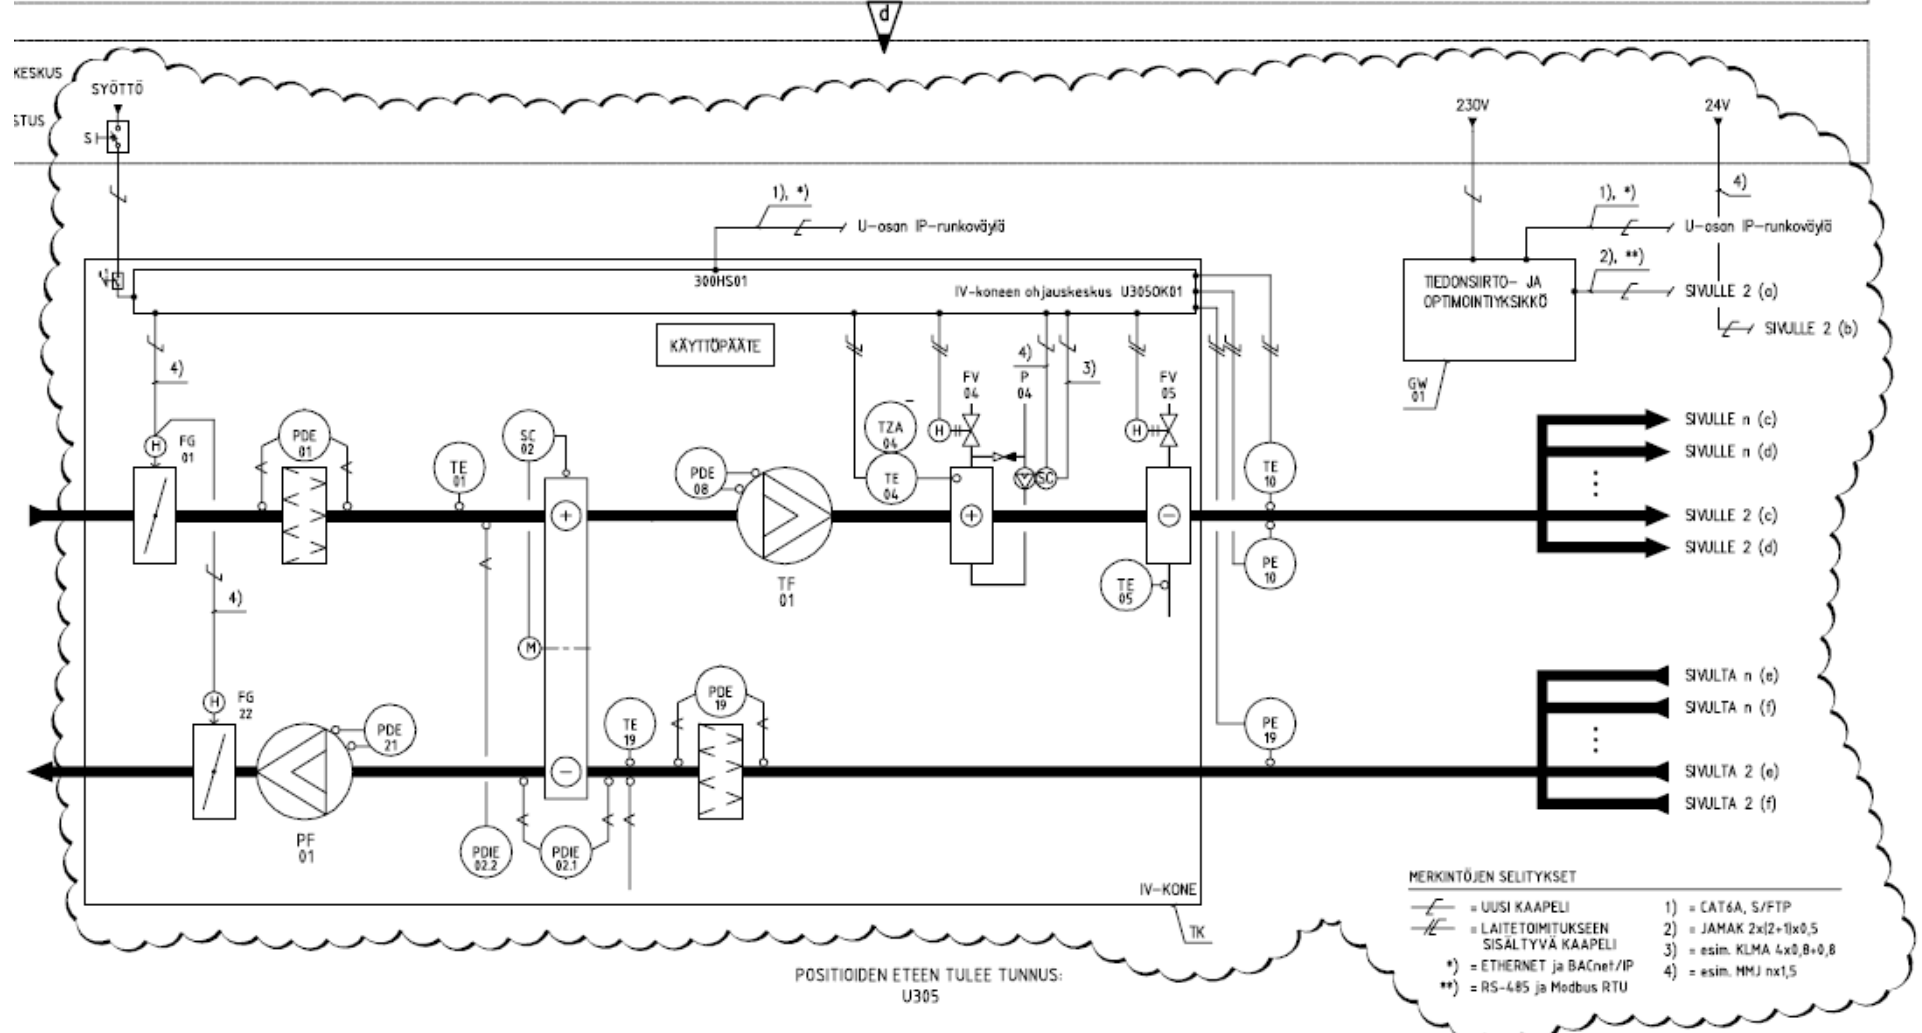 d
KESKUS
SYÖTTÖ
STUS
S
230V
24V
4)
1), *)
U-osan IP-runkoväylä
1), *)
U-osan IP-runkoväylä
2), **)
300HS01
IV-koneen ohjauskeskus U305OK01
TIEDONSIIRTO- JA
OPTIMOINTIYKSIKKÖ
SIVULLE 2 (a)
SIVULLE 2 (b)
KÄYTTÖPÄÄTE
4)
4)
3)
GW
01
FV
04
P
04
FV
05
H
FG
01
PDE
01
SC
02
TZA
04
-
H
H
TE
01
PDE
08
TE
04
SC
TE
10
SIVULLE n (c)
SIVULLE n (d)
SIVULLE 2 (c)
SIVULLE 2 (d)
+
+
-
TF
01
TE
05
PE
10
4)
M
H
FG
22
PDE
21
TE
19
PDE
19
PE
19
SIVULTA n (e)
SIVULTA n (f)
SIVULTA 2 (e)
SIVULTA 2 (f)
-
PF
01
PDIE
02.2
PDIE
02.1
IV-KONE
TK
POSITIOIDEN ETEEN TULEE TUNNUS:
U305
MERKINTÖJEN SELITYKSET
= UUSI KAAPELI
= LAITETOIMITUKSEEN
SISÄLTYVÄ KAAPELI
*) = ETHERNET ja BACnet/IP
**) = RS-485 ja Modbus RTU
1) = CAT6A, S/FTP
2) = JAMAK 2x(2+1)x0,5
3) = esim. KLMA 4x0,8+0,8
4) = esim. MMJ nx1,5